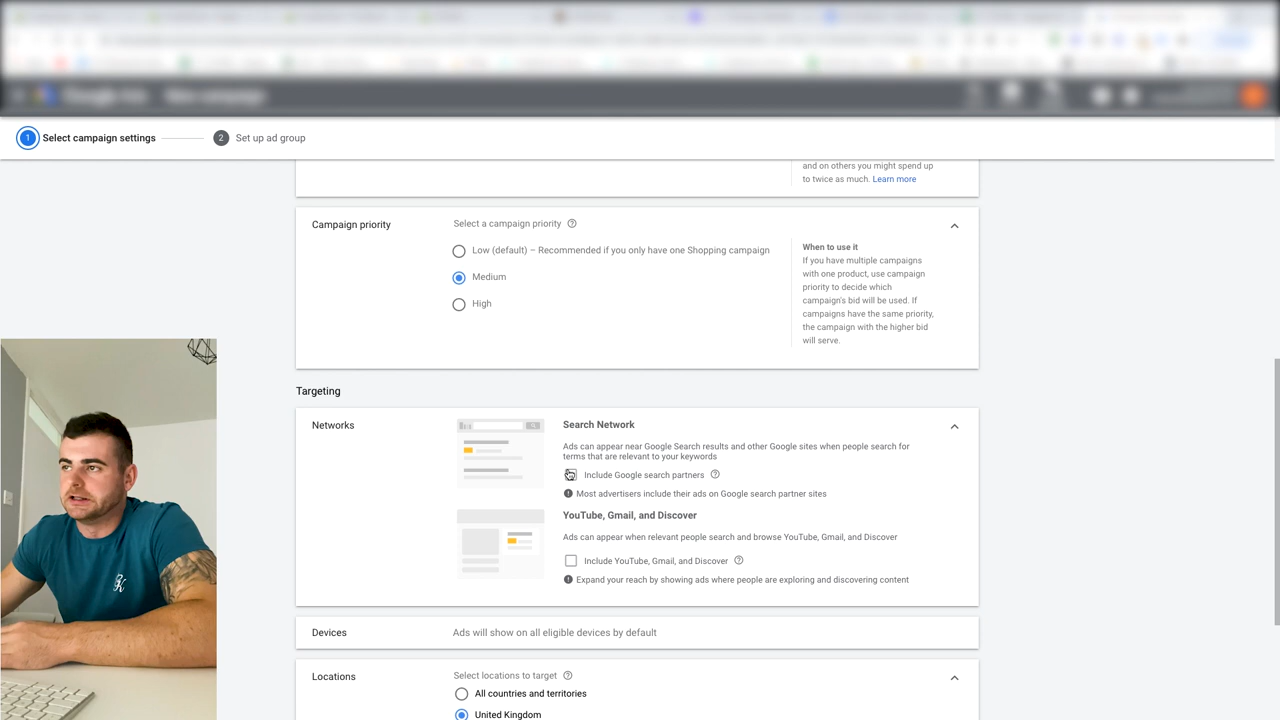 Google Ads
New campaign
1 Select campaign settings
2 Set up ad group
and on others you might spend up
to twice as much. Learn more
Campaign priority
Select a campaign priority
Low (default) – Recommended if you only have one Shopping campaign
Medium
High
When to use it
If you have multiple campaigns
with one product, use campaign
priority to decide which
campaign's bid will be used. If
campaigns have the same priority,
the campaign with the higher bid
will serve.
Targeting
Networks
Search Network
Ads can appear near Google Search results and other Google sites when people search for
terms that are relevant to your keywords
Include Google search partners
Most advertisers include their ads on Google search partner sites
YouTube, Gmail, and Discover
Ads can appear when relevant people search and browse YouTube, Gmail, and Discover
Include YouTube, Gmail, and Discover
Expand your reach by showing ads where people are exploring and discovering content
Devices
Ads will show on all eligible devices by default
Locations
Select locations to target
All countries and territories
United Kingdom